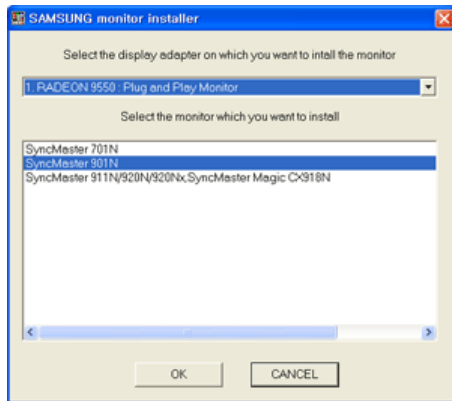 SAMSUNG monitor installer
Select the display adapter on which you want to intall the monitor
1. RADEON 9550 : Plug and Play Monitor
Select the monitor which you want to install
SyncMaster 701N
SyncMaster 901N
SyncMaster 911N/920N/920Nx,SyncMaster Magic CX918N
OK
CANCEL